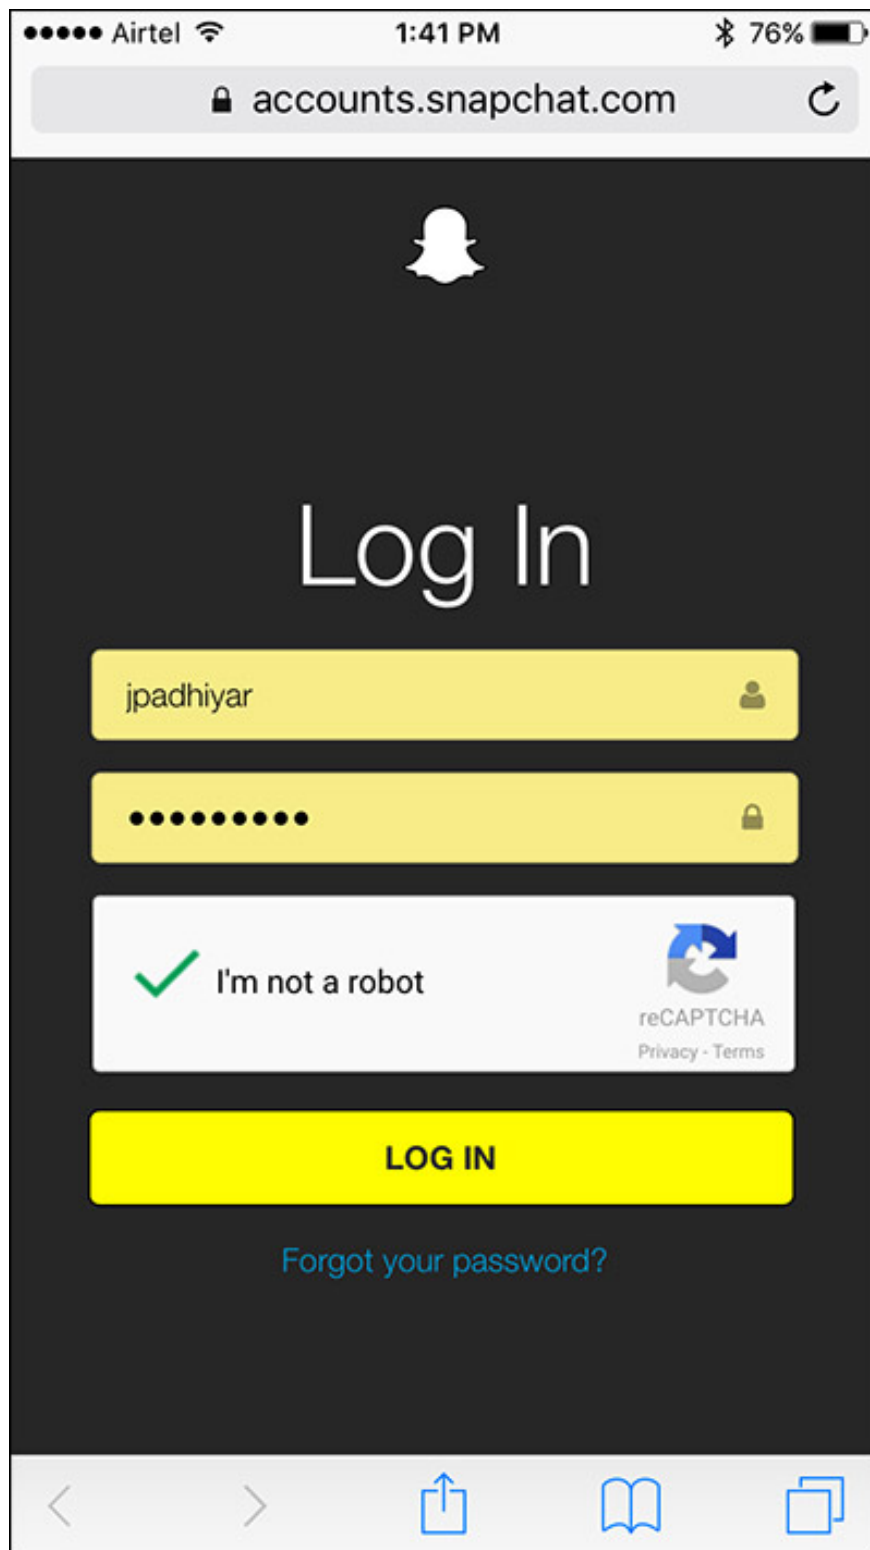 Airtel 1:41 PM 76%
accounts.snapchat.com
Log In
jpadhiyar
•••••••••
I'm not a robot
reCAPTCHA
Privacy - Terms
LOG IN
Forgot your password?